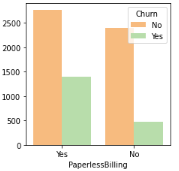 Churn
No
Yes
2500
2000
1500
1000
500
0
Yes No
PaperlessBilling